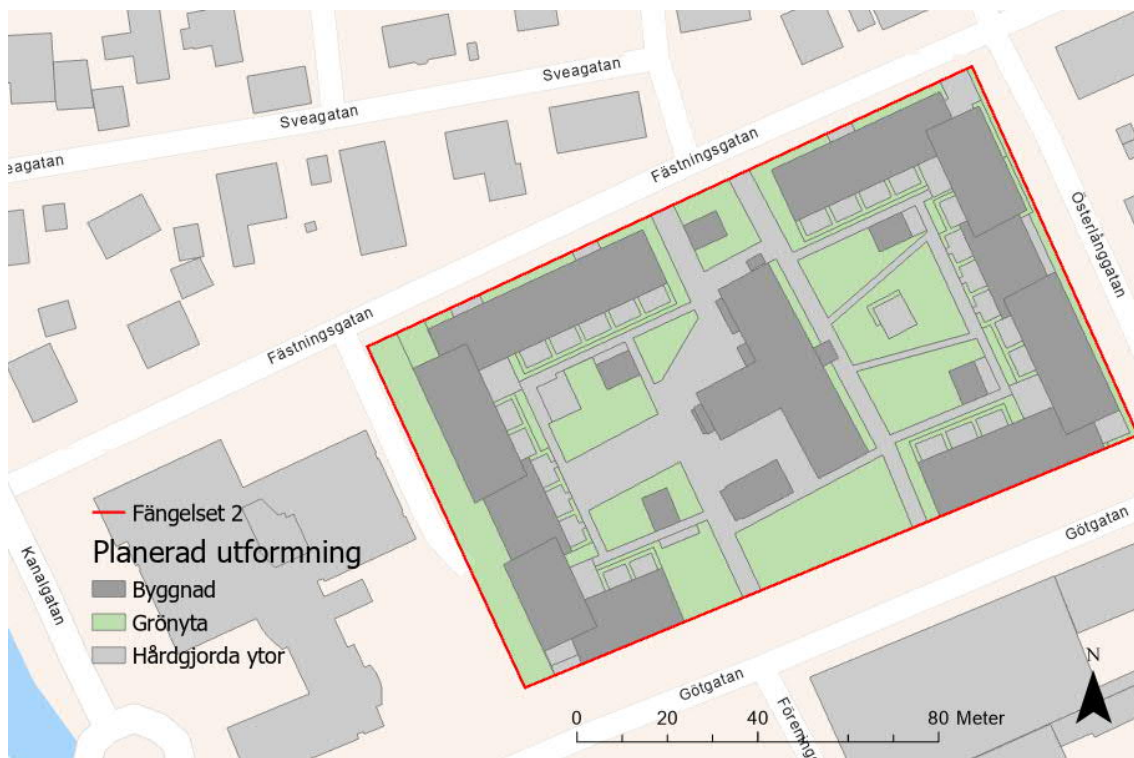 Sveagatan
Sveagatan
eagatan
Fästningsgatan
Österlånggatan
Fästningsgatan
Fängelset 2
Planerad utformning
Byggnad
Grönyta
Hårdgjorda ytor
Kanalgatan
Götgatan
Götgatan
Förenings
N
0 20 40 80 Meter